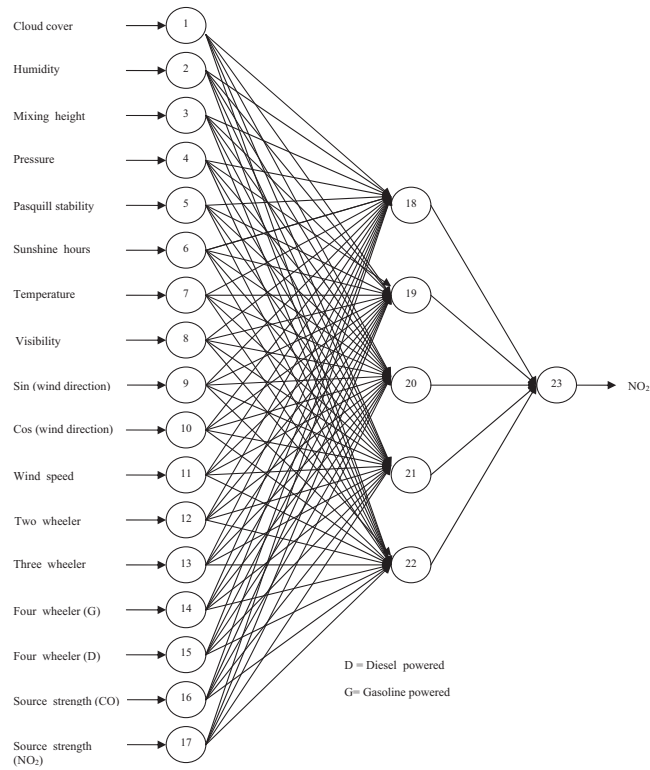 Cloud cover 1
Humidity 2
Mixing height 3
Pressure 4
Pasquill stability 5
18
Sunshine hours 6
Temperature 7
19
Visibility 8
Sin (wind direction) 9
20
23
NO₂
Cos (wind direction) 10
Wind speed 11
21
Two wheeler 12
Three wheeler 13
22
Four wheeler (G) 14
Four wheeler (D) 15
D = Diesel powered
G= Gasoline powered
Source strength (CO) 16
Source strength 17
(NO₂)